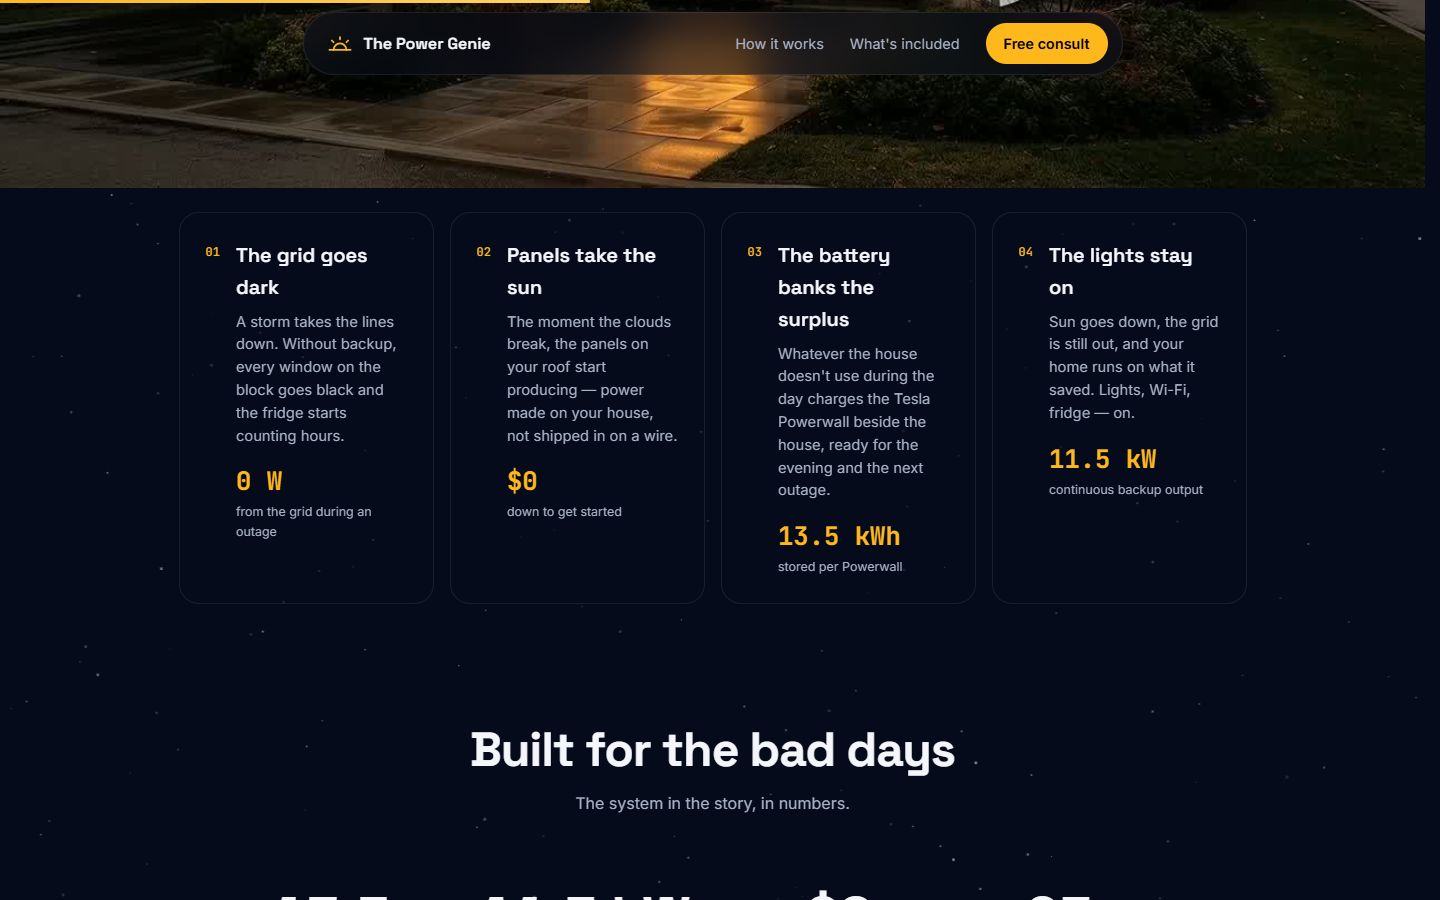 The Power Genie
How it works
What's included
Free consult
01
The grid goes
dark
A storm takes the lines
down. Without backup,
every window on the
block goes black and
the fridge starts
counting hours.
0 W
from the grid during an
outage
02
Panels take the
sun
The moment the clouds
break, the panels on
your roof start
producing — power
made on your house,
not shipped in on a wire.
$0
down to get started
03
The battery
banks the
surplus
Whatever the house
doesn't use during the
day charges the Tesla
Powerwall beside the
house, ready for the
evening and the next
outage.
13.5 kWh
stored per Powerwall
04
The lights stay
on
Sun goes down, the grid
is still out, and your
home runs on what it
saved. Lights, Wi-Fi,
fridge — on.
11.5 kW
continuous backup output
Built for the bad days
The system in the story, in numbers.